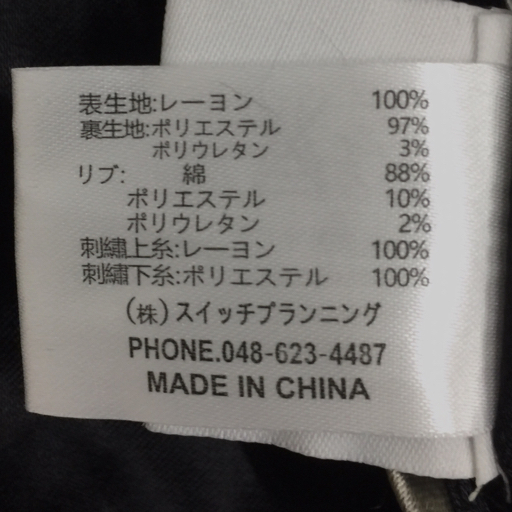 表生地:レーヨン 100%
裏生地:ポリエステル 97%
ポリウレタン 3%
リブ: 綿 88%
ポリエステル 10%
ポリウレタン 2%
刺繍上糸:レーヨン 100%
刺繍下糸:ポリエステル 100%
(株)スイッチプランニング
PHONE.048-623-4487
MADE IN CHINA